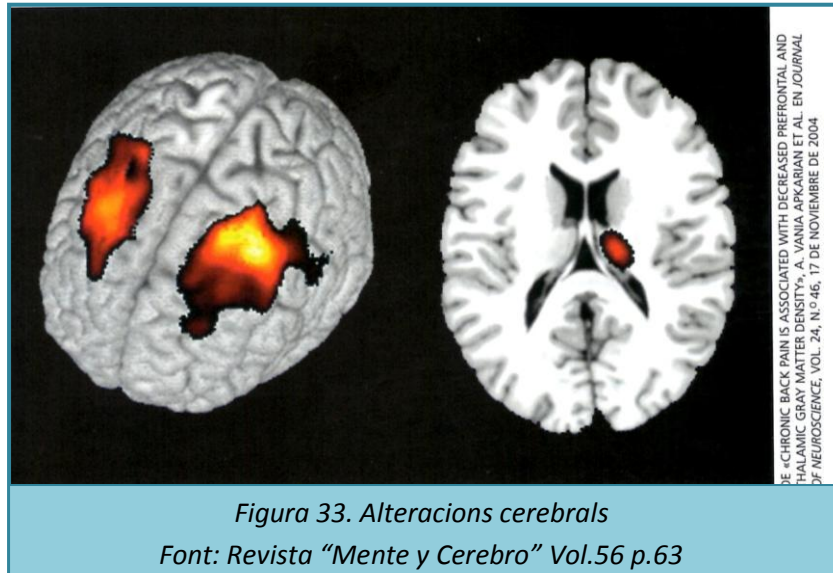 DE «CHRONIC BACK PAIN IS ASSOCIATED WITH DECREASED PREFRONTAL AND
THALAMIC GRAY MATTER DENSITY», A. VANIA APKARIAN ET AL. EN JOURNAL
OF NEUROSCIENCE, VOL. 24, N.º 46, 17 DE NOVIEMBRE DE 2004
Figura 33. Alteracions cerebrals
Font: Revista “Mente y Cerebro” Vol.56 p.63